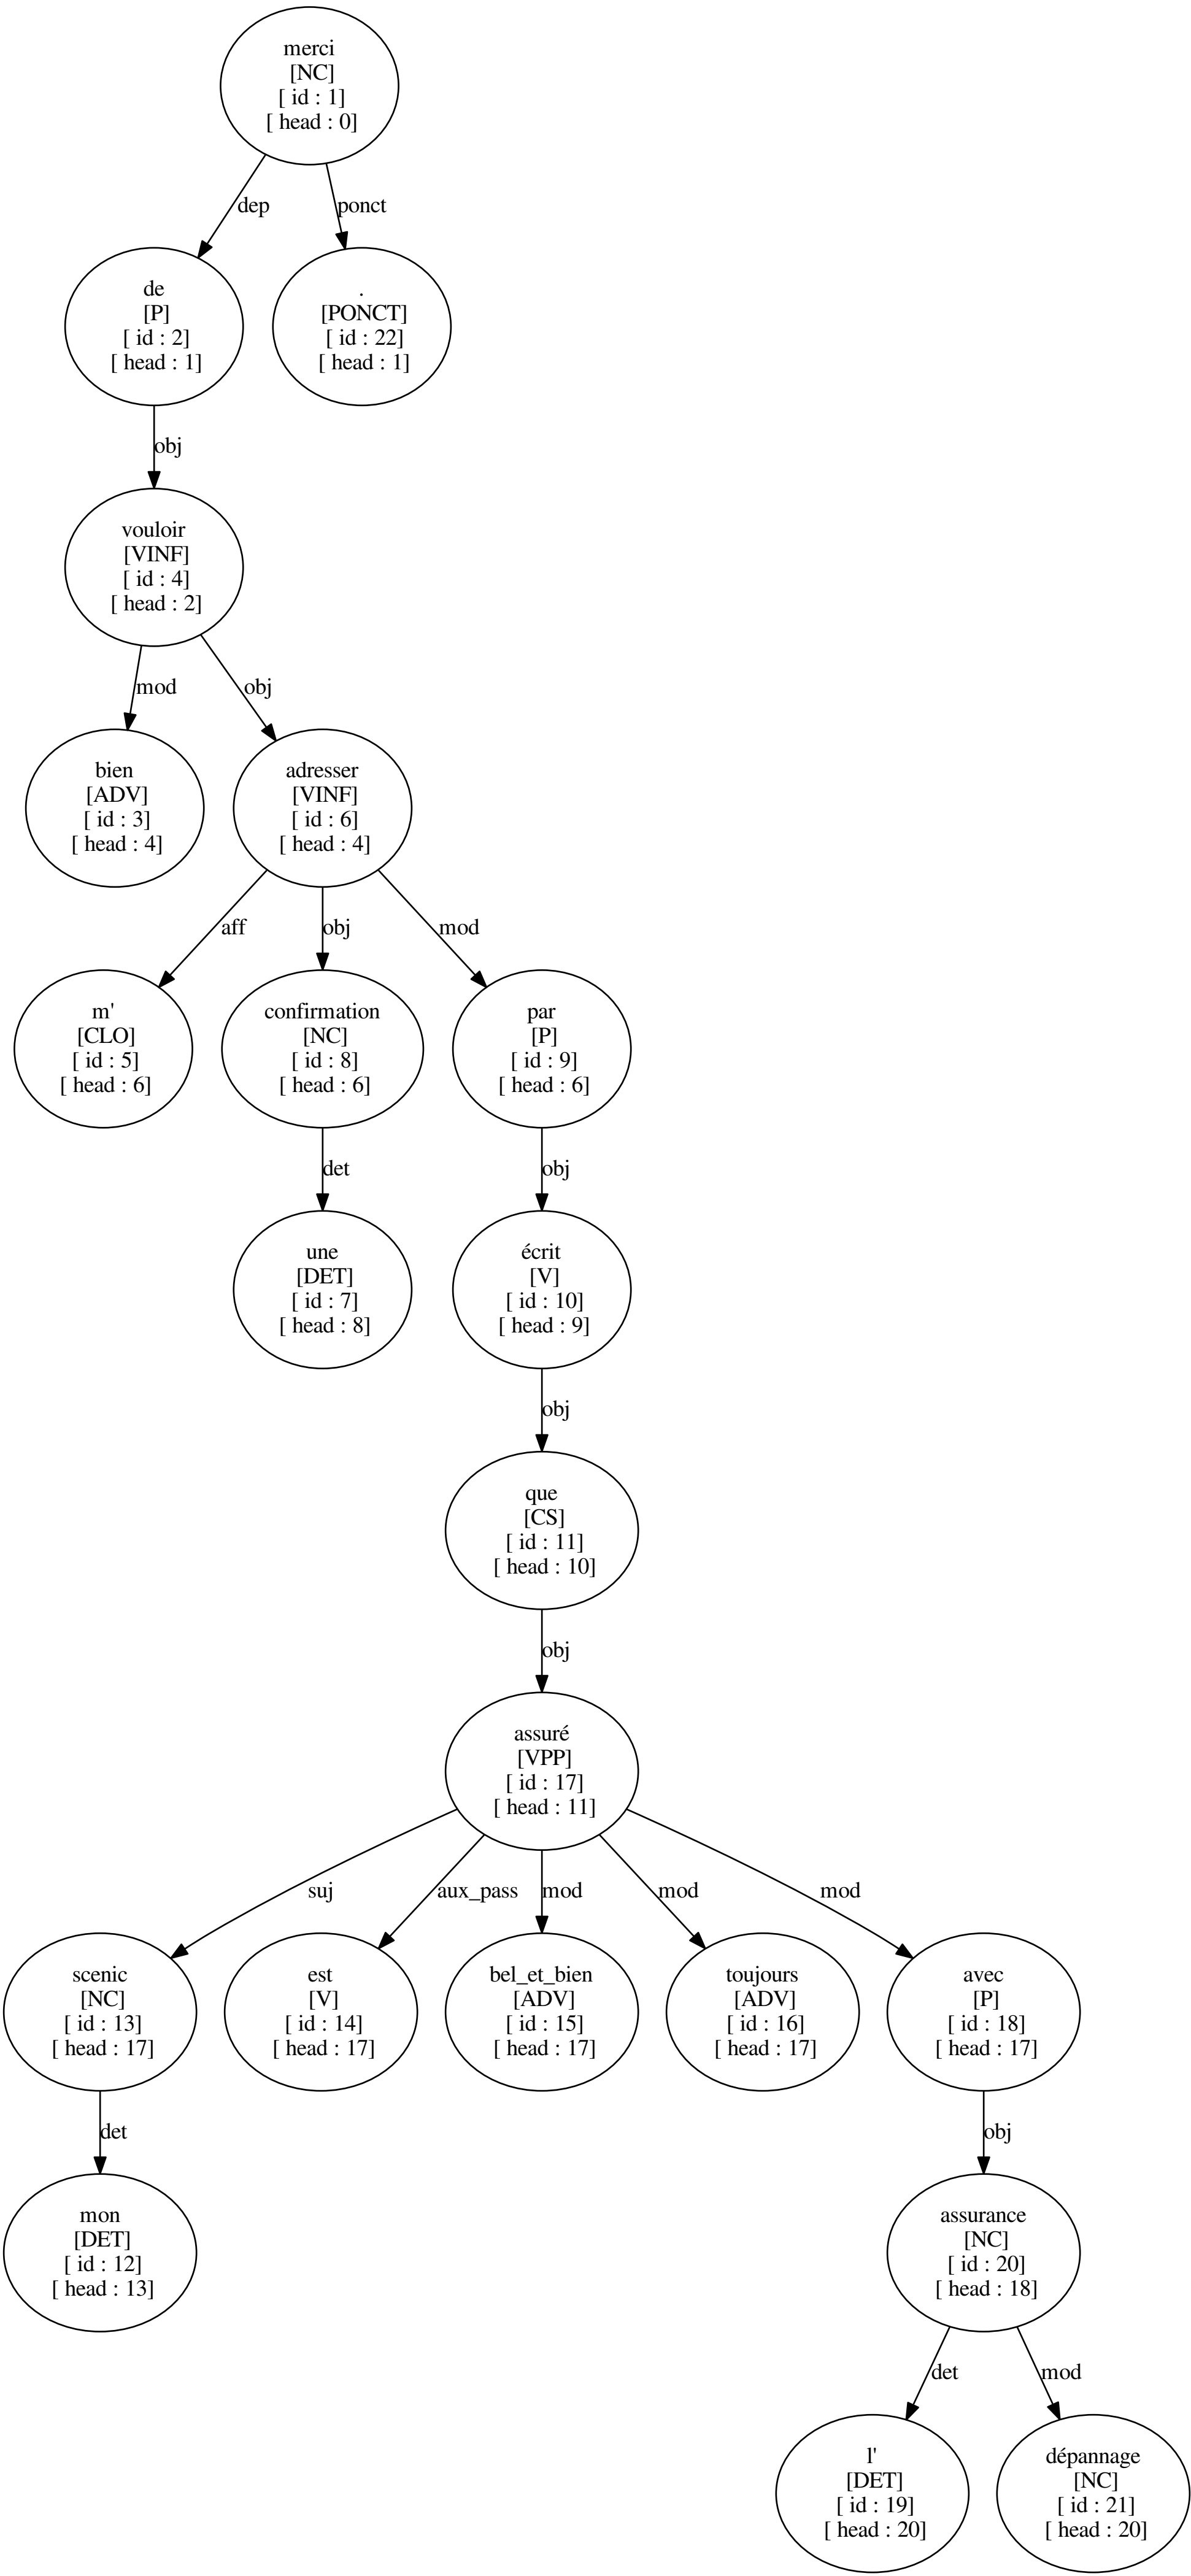 merci
[NC]
[ id : 1]
[ head : 0]
dep
ponct
de
[P]
[ id : 2]
[ head : 1]
.
[PONCT]
[ id : 22]
[ head : 1]
obj
vouloir
[VINF]
[ id : 4]
[ head : 2]
mod
obj
bien
[ADV]
[ id : 3]
[ head : 4]
adresser
[VINF]
[ id : 6]
[ head : 4]
aff
obj
mod
m'
[CLO]
[ id : 5]
[ head : 6]
confirmation
[NC]
[ id : 8]
[ head : 6]
par
[P]
[ id : 9]
[ head : 6]
det
obj
une
[DET]
[ id : 7]
[ head : 8]
écrit
[V]
[ id : 10]
[ head : 9]
obj
que
[CS]
[ id : 11]
[ head : 10]
obj
assuré
[VPP]
[ id : 17]
[ head : 11]
suj
aux_pass
mod
mod
mod
scenic
[NC]
[ id : 13]
[ head : 17]
est
[V]
[ id : 14]
[ head : 17]
bel_et_bien
[ADV]
[ id : 15]
[ head : 17]
toujours
[ADV]
[ id : 16]
[ head : 17]
avec
[P]
[ id : 18]
[ head : 17]
det
obj
mon
[DET]
[ id : 12]
[ head : 13]
assurance
[NC]
[ id : 20]
[ head : 18]
det
mod
l'
[DET]
[ id : 19]
[ head : 20]
dépannage
[NC]
[ id : 21]
[ head : 20]